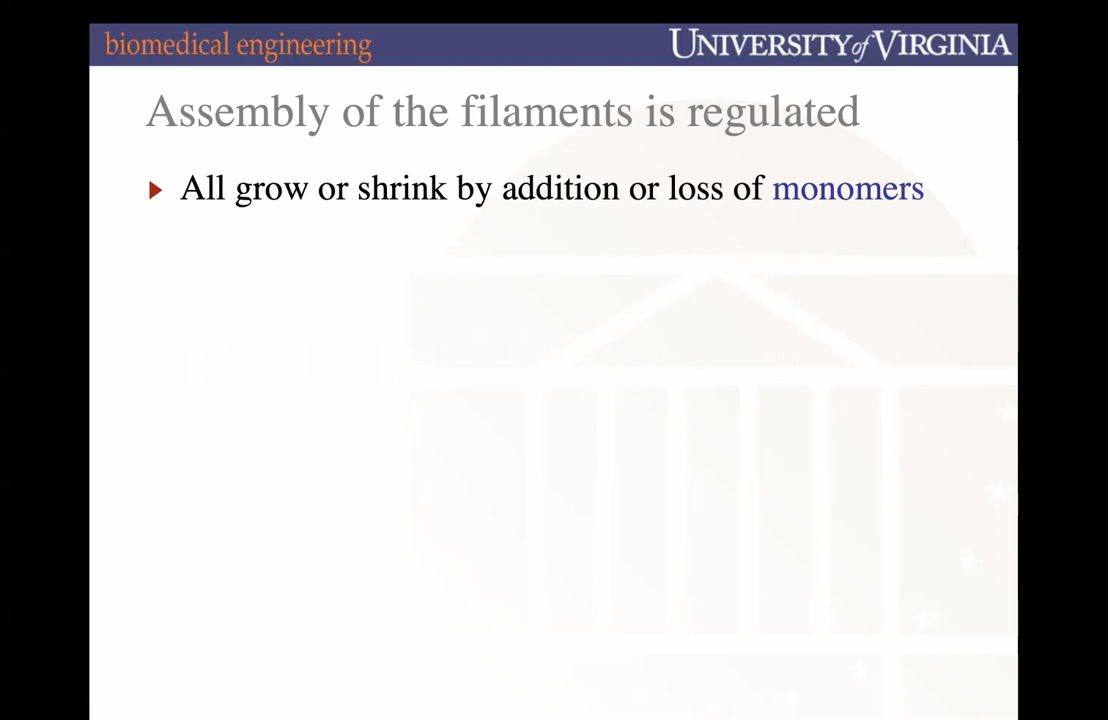 biomedical engineering
UNIVERSITY of VIRGINIA
Assembly of the filaments is regulated
All grow or shrink by addition or loss of monomers